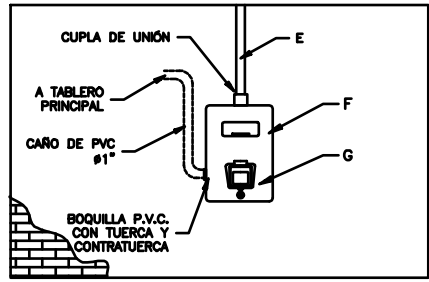 CUPLA DE UNIÓN
E
A TABLERO
PRINCIPAL
F
CAÑO DE PVC
ø1"
G
BOQUILLA P.V.C.
CON TUERCA Y
CONTRATUERCA